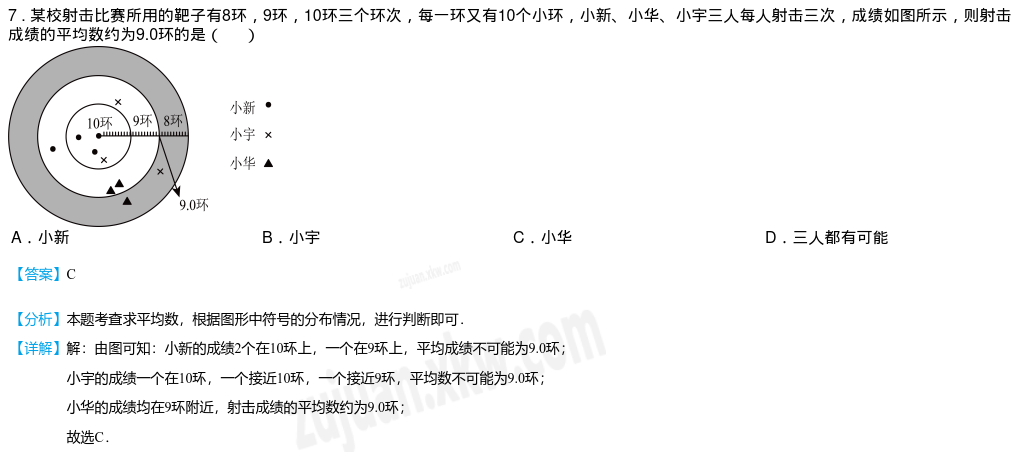 7．某校射击比赛所用的靶子有8环，9环，10环三个环次，每一环又有10个小环，小新、小华、小宇三人每人射击三次，成绩如图所示，则射击
成绩的平均数约为9.0环的是（　　）
10环
9环
8环
9.0环
小新
小宇
小华
A．小新
B．小宇
C．小华
D．三人都有可能
【答案】C
【分析】本题考查求平均数，根据图形中符号的分布情况，进行判断即可．
【详解】解：由图可知：小新的成绩2个在10环上，一个在9环上，平均成绩不可能为9.0环；
小宇的成绩一个在10环，一个接近10环，一个接近9环，平均数不可能为9.0环；
小华的成绩均在9环附近，射击成绩的平均数约为9.0环；
故选C．
zujuan.xkw.com
zujuan.xkw.com